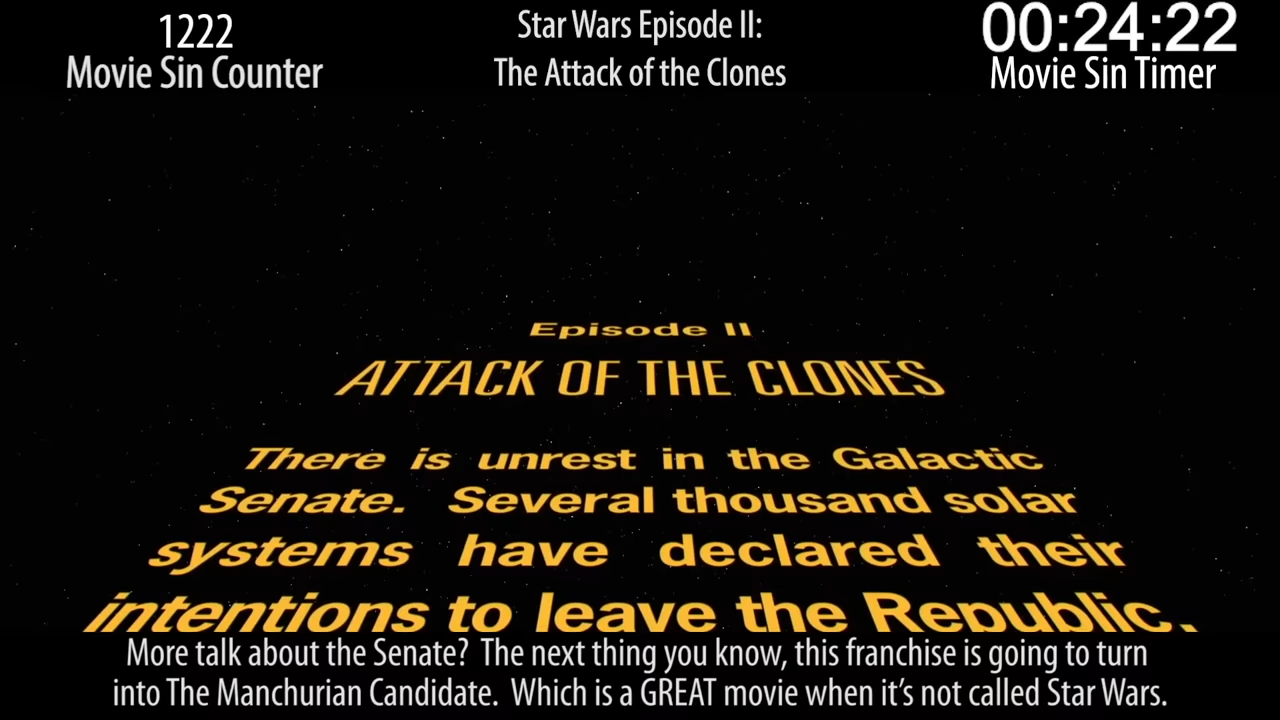 1222
Movie Sin Counter
Star Wars Episode II:
The Attack of the Clones
00:24:22
Movie Sin Timer
Episode II
ATTACK OF THE CLONES
There is unrest in the Galactic
Senate. Several thousand solar
systems have declared their
intentions to leave the Republic.
More talk about the Senate? The next thing you know, this franchise is going to turn
into The Manchurian Candidate. Which is a GREAT movie when it's not called Star Wars.